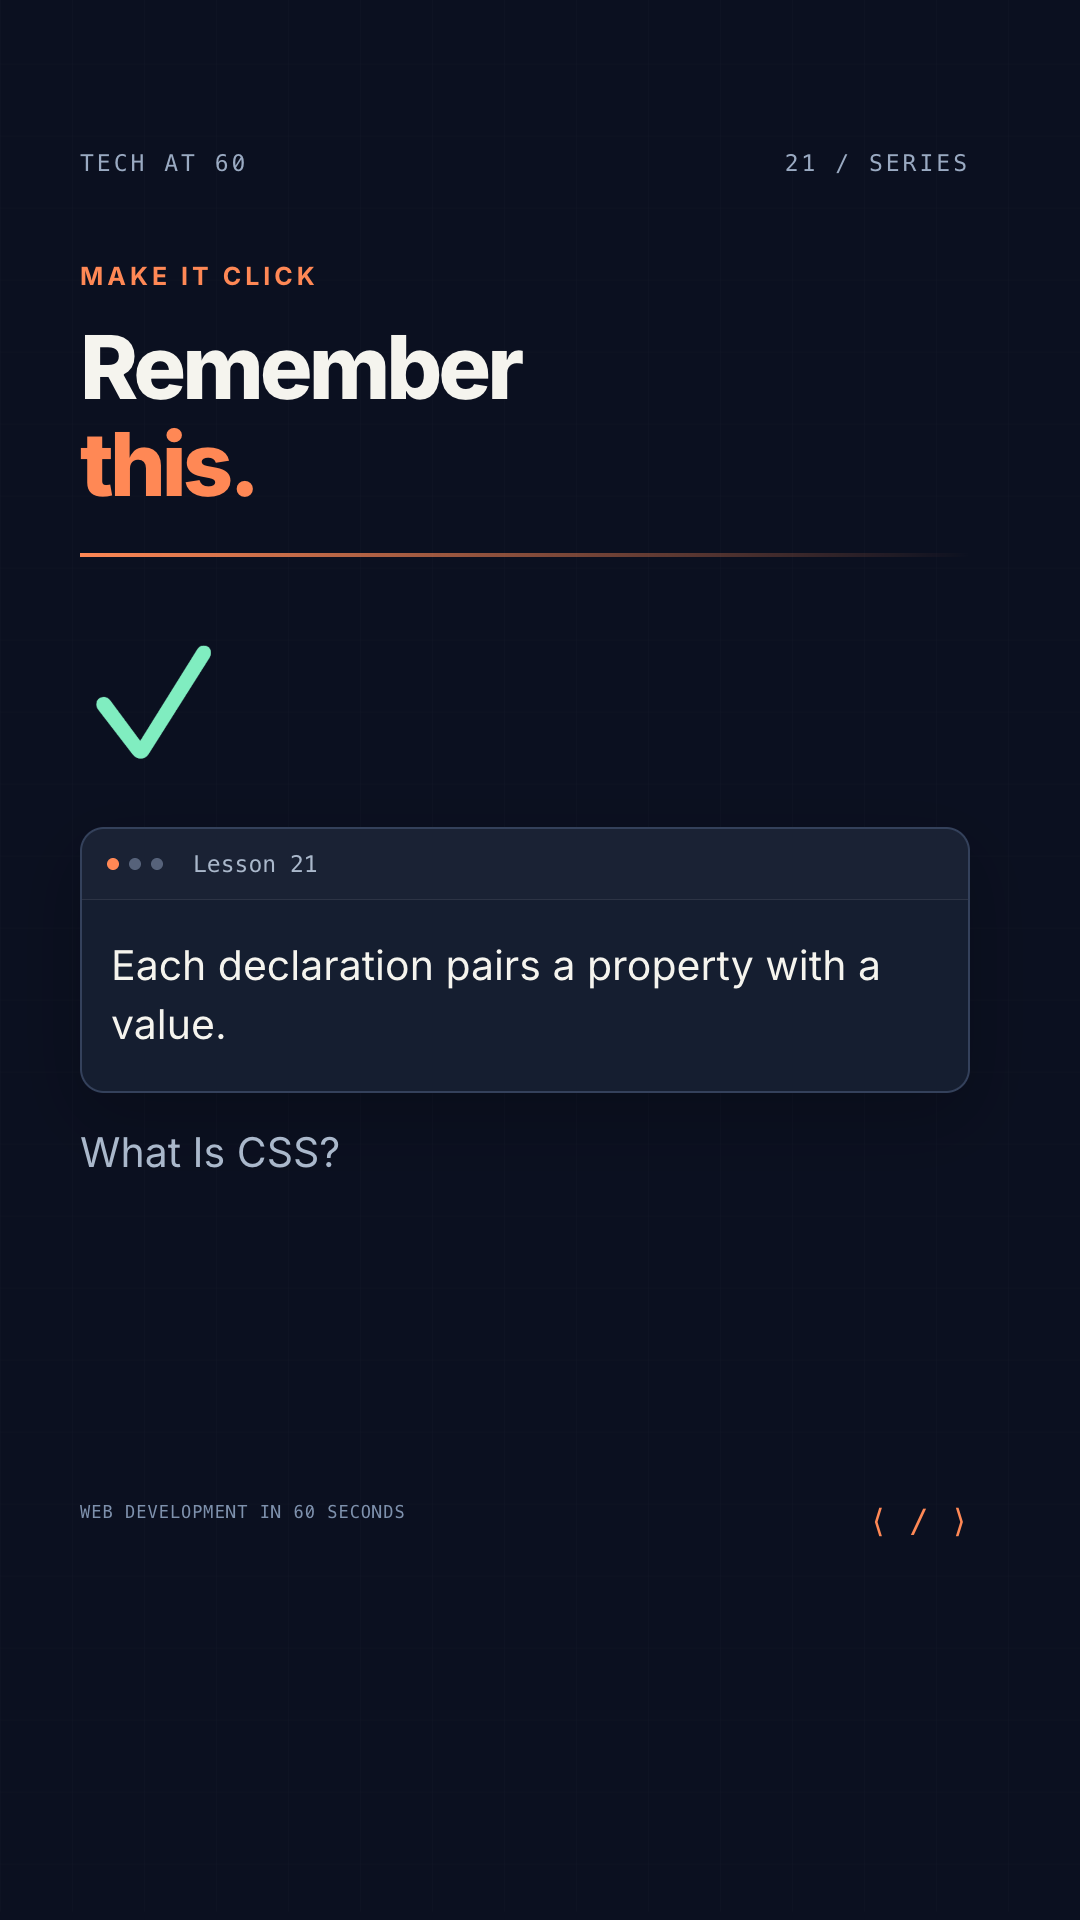 TECH AT 60
21 / SERIES
MAKE IT CLICK
Remember
this.
Lesson 21
Each declaration pairs a property with a
value.
What Is CSS?
WEB DEVELOPMENT IN 60 SECONDS
⟨ / ⟩